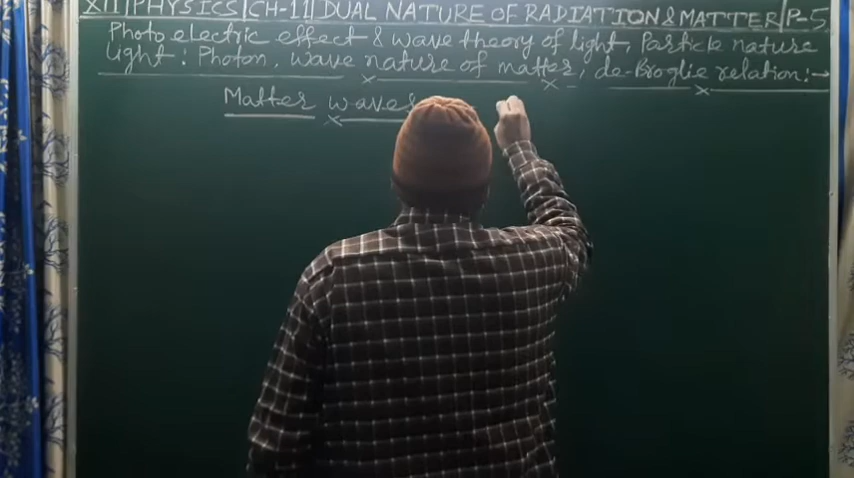 XII | PHYSICS | CH-11 | DUAL NATURE OF RADIATION & MATTER | P-5
Photo electric effect & wave theory of light, Particle nature
light : Photon, wave nature of matter, de-Broglie relation :→
Matter waves